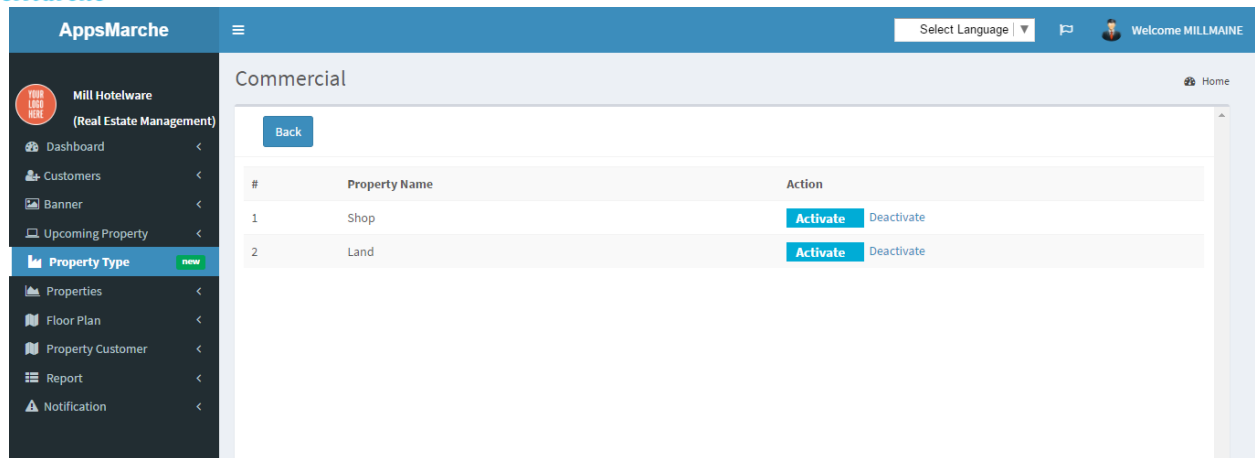 AppsMarche
Select Language ▼
Welcome MILLMAINE
YOUR
LOGO
HERE
Mill Hotelware
(Real Estate Management)
Dashboard
Customers
Banner
Upcoming Property
Property Type new
Properties
Floor Plan
Property Customer
Report
Notification
Commercial
Home
Back
# Property Name Action
1 Shop Activate Deactivate
2 Land Activate Deactivate